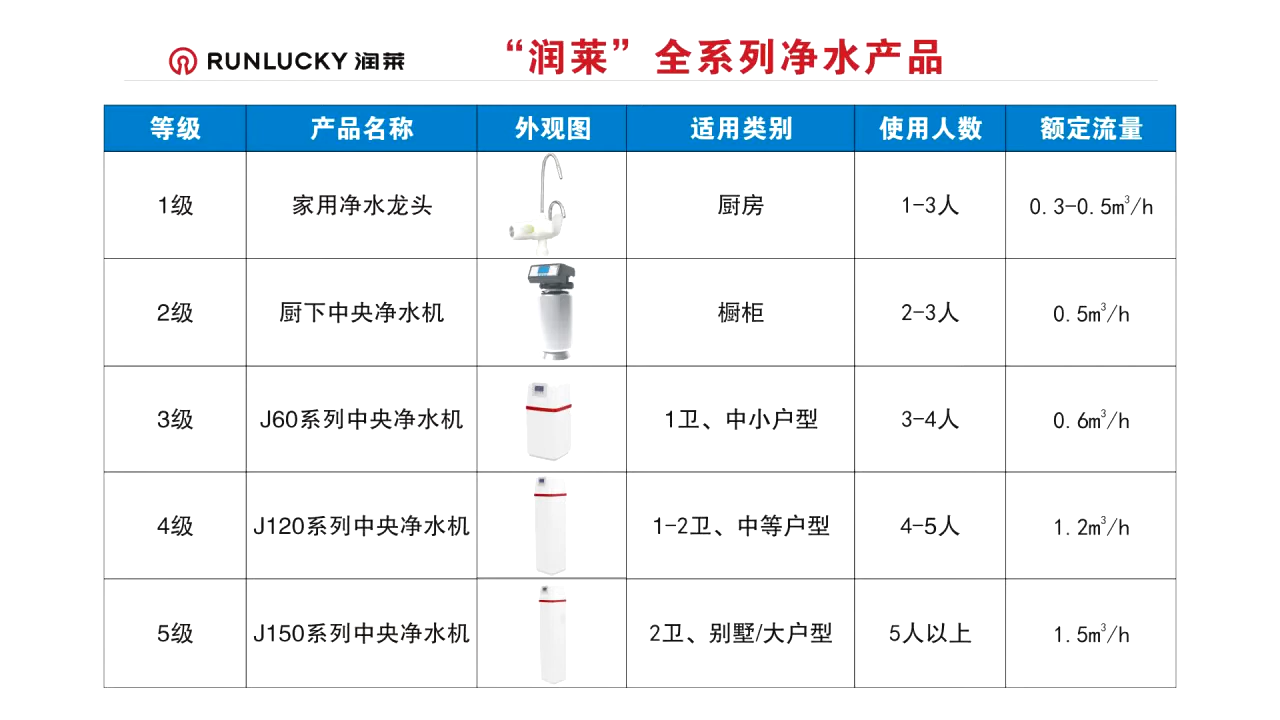 RUNLUCKY 润莱
“润莱”全系列净水产品
等级 产品名称 外观图 适用类别 使用人数 额定流量
1级 家用净水龙头 厨房 1-3人 0.3-0.5m³/h
2级 厨下中央净水机 橱柜 2-3人 0.5m³/h
3级 J60系列中央净水机 1卫、中小户型 3-4人 0.6m³/h
4级 J120系列中央净水机 1-2卫、中等户型 4-5人 1.2m³/h
5级 J150系列中央净水机 2卫、别墅/大户型 5人以上 1.5m³/h